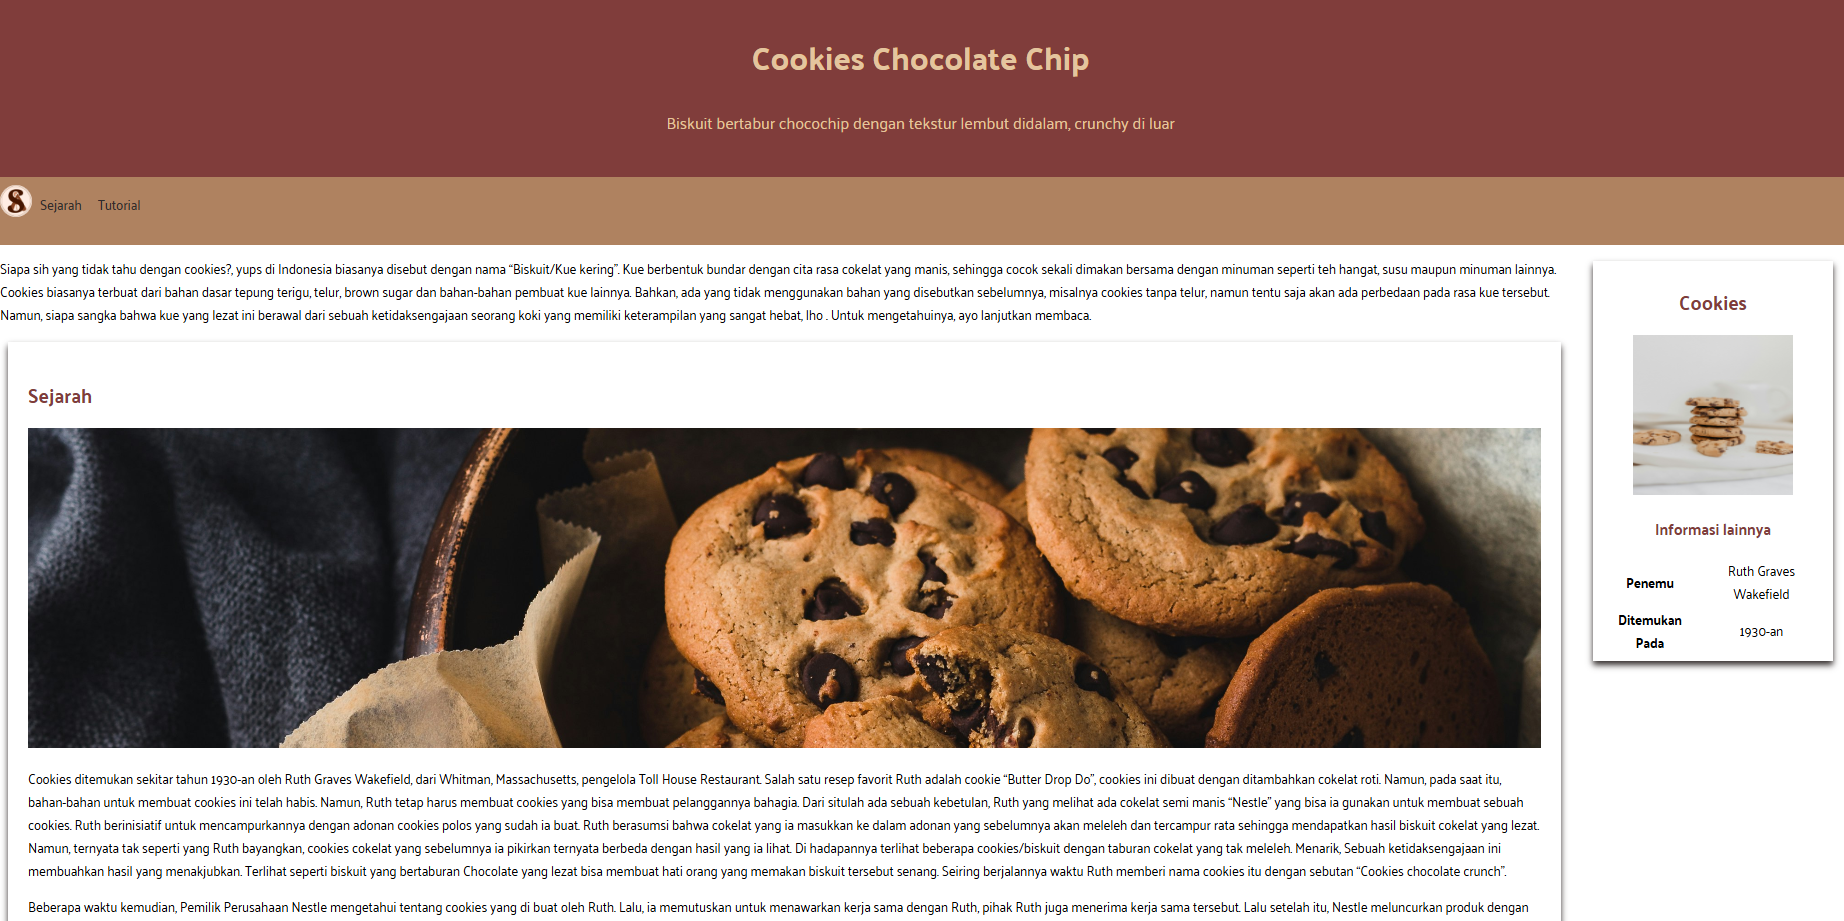 Cookies Chocolate Chip
Biskuit bertabur chocochip dengan tekstur lembut didalam, crunchy di luar
S
Sejarah
Tutorial
Siapa sih yang tidak tahu dengan cookies?, yups di Indonesia biasanya disebut dengan nama “Biskuit/Kue kering”. Kue berbentuk bundar dengan cita rasa cokelat yang manis, sehingga cocok sekali dimakan bersama dengan minuman seperti teh hangat, susu maupun minuman lainnya.
Cookies biasanya terbuat dari bahan dasar tepung terigu, telur, brown sugar dan bahan-bahan pembuat kue lainnya. Bahkan, ada yang tidak menggunakan bahan yang disebutkan sebelumnya, misalnya cookies tanpa telur, namun tentu saja akan ada perbedaan pada rasa kue tersebut.
Namun, siapa sangka bahwa kue yang lezat ini berawal dari sebuah ketidaksengajaan seorang koki yang memiliki keterampilan yang sangat hebat, lho . Untuk mengetahuinya, ayo lanjutkan membaca.
Sejarah
Cookies ditemukan sekitar tahun 1930-an oleh Ruth Graves Wakefield, dari Whitman, Massachusetts, pengelola Toll House Restaurant. Salah satu resep favorit Ruth adalah cookie “Butter Drop Do”, cookies ini dibuat dengan ditambahkan cokelat roti. Namun, pada saat itu,
bahan-bahan untuk membuat cookies ini telah habis. Namun, Ruth tetap harus membuat cookies yang bisa membuat pelanggannya bahagia. Dari situlah ada sebuah kebetulan, Ruth yang melihat ada cokelat semi manis “Nestle” yang bisa ia gunakan untuk membuat sebuah
cookies. Ruth berinisiatif untuk mencampurkannya dengan adonan cookies polos yang sudah ia buat. Ruth berasumsi bahwa cokelat yang ia masukkan ke dalam adonan yang sebelumnya akan meleleh dan tercampur rata sehingga mendapatkan hasil biskuit cokelat yang lezat.
Namun, ternyata tak seperti yang Ruth bayangkan, cookies cokelat yang sebelumnya ia pikirkan ternyata berbeda dengan hasil yang ia lihat. Di hadapannya terlihat beberapa cookies/biskuit dengan taburan cokelat yang tak meleleh. Menarik, Sebuah ketidaksengajaan ini
membuahkan hasil yang menakjubkan. Terlihat seperti biskuit yang bertaburan Chocolate yang lezat bisa membuat hati orang yang memakan biskuit tersebut senang. Seiring berjalannya waktu Ruth memberi nama cookies itu dengan sebutan “Cookies chocolate crunch”.
Beberapa waktu kemudian, Pemilik Perusahaan Nestle mengetahui tentang cookies yang di buat oleh Ruth. Lalu, ia memutuskan untuk menawarkan kerja sama dengan Ruth, pihak Ruth juga menerima kerja sama tersebut. Lalu setelah itu, Nestle meluncurkan produk dengan
Cookies
Informasi lainnya
Penemu
Ruth Graves
Wakefield
Ditemukan
Pada
1930-an